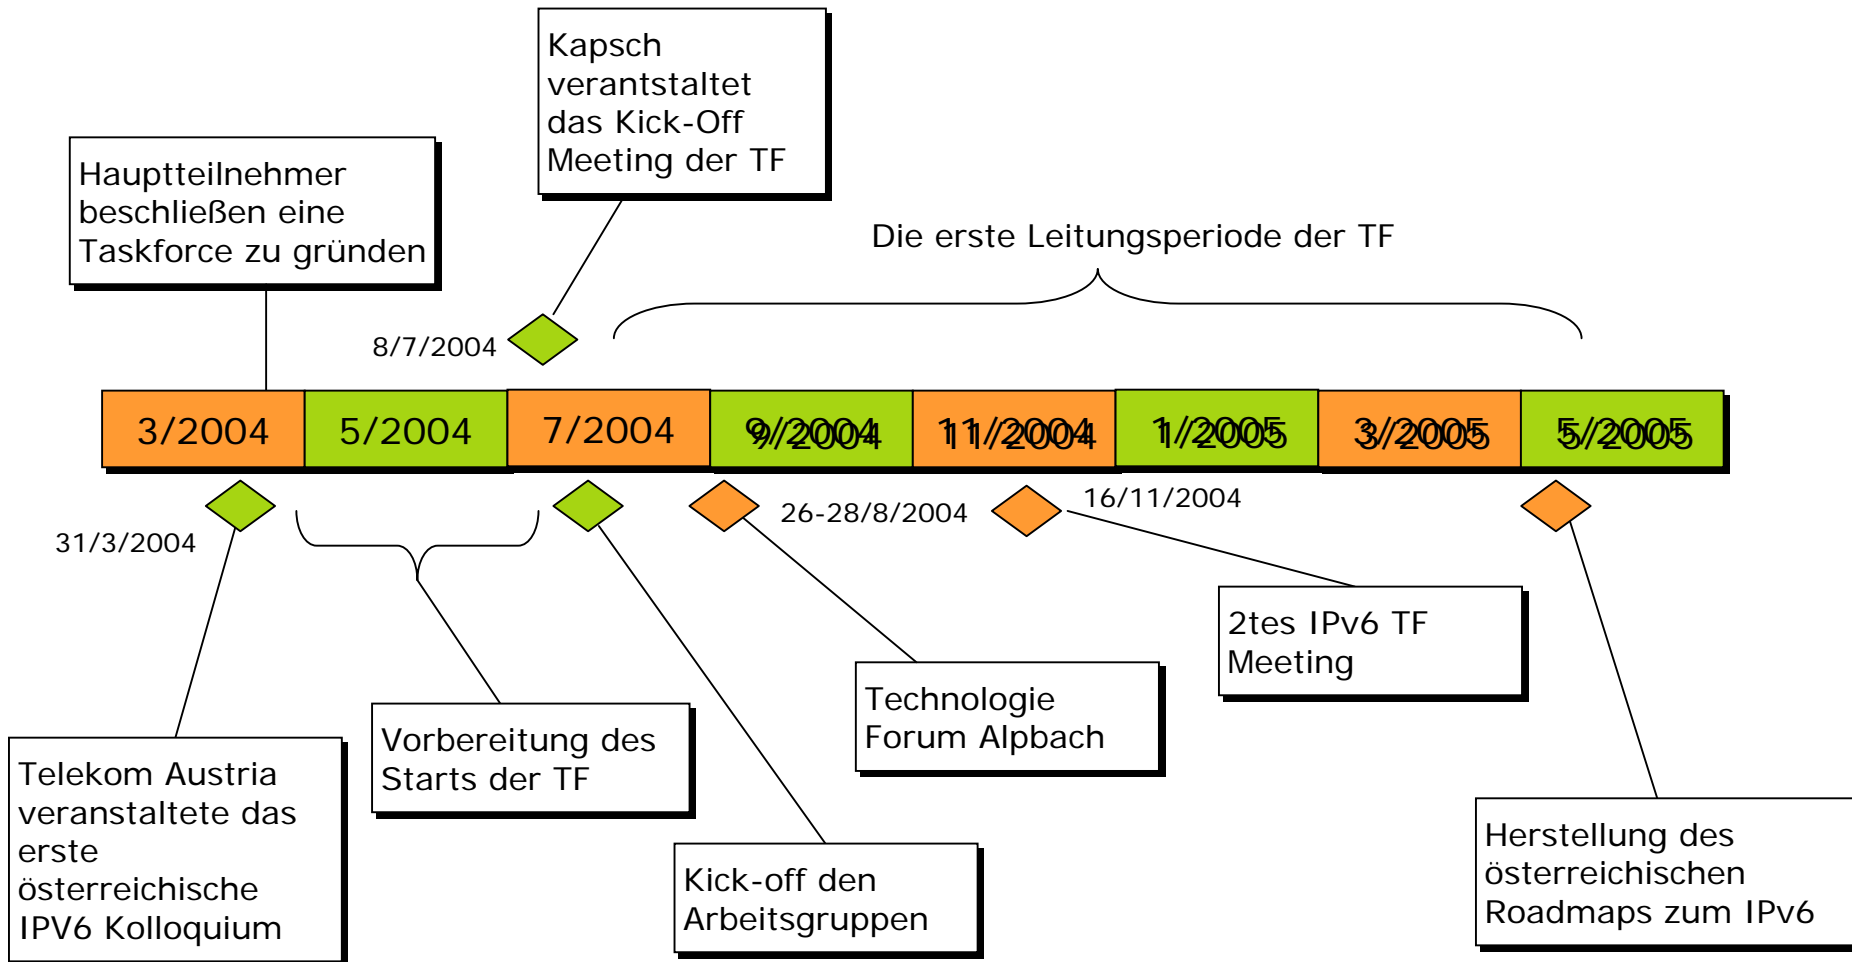 Kapsch
verantstaltet
das Kick-Off
Meeting der TF
Hauptteilnehmer
beschließen eine
Taskforce zu gründen
Die erste Leitungsperiode der TF
8/7/2004
3/2004
5/2004
7/2004
9/2004
11/2004
1/2005
3/2005
5/2005
31/3/2004
26-28/8/2004
16/11/2004
2tes IPv6 TF
Meeting
Technologie
Forum Alpbach
Vorbereitung des
Starts der TF
Telekom Austria
veranstaltete das
erste
österreichische
IPV6 Kolloquium
Kick-off den
Arbeitsgruppen
Herstellung des
österreichischen
Roadmaps zum IPv6